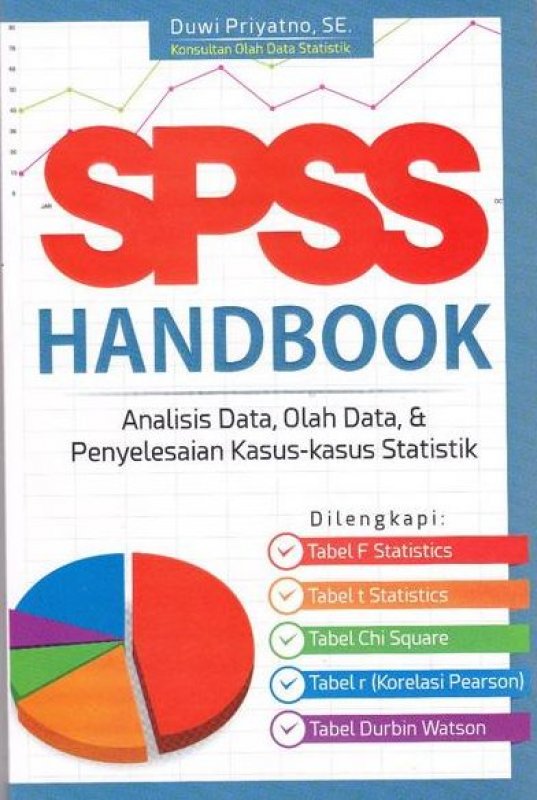 Duwi Priyatno, SE.
Konsultan Olah Data Statistik
JAN
SPSS
HANDBOOK
Analisis Data, Olah Data, &
Penyelesaian Kasus-kasus Statistik
Dilengkapi:
Tabel F Statistics
Tabel t Statistics
Tabel Chi Square
Tabel r (Korelasi Pearson)
Tabel Durbin Watson